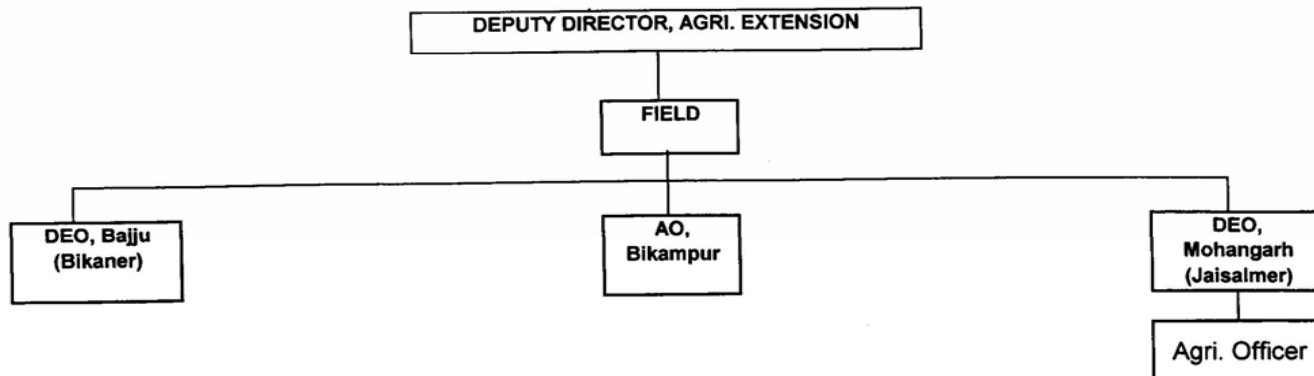 DEPUTY DIRECTOR, AGRI. EXTENSION
FIELD
DEO, Bajju
(Bikaner)
AO,
Bikampur
DEO,
Mohangarh
(Jaisalmer)
Agri. Officer